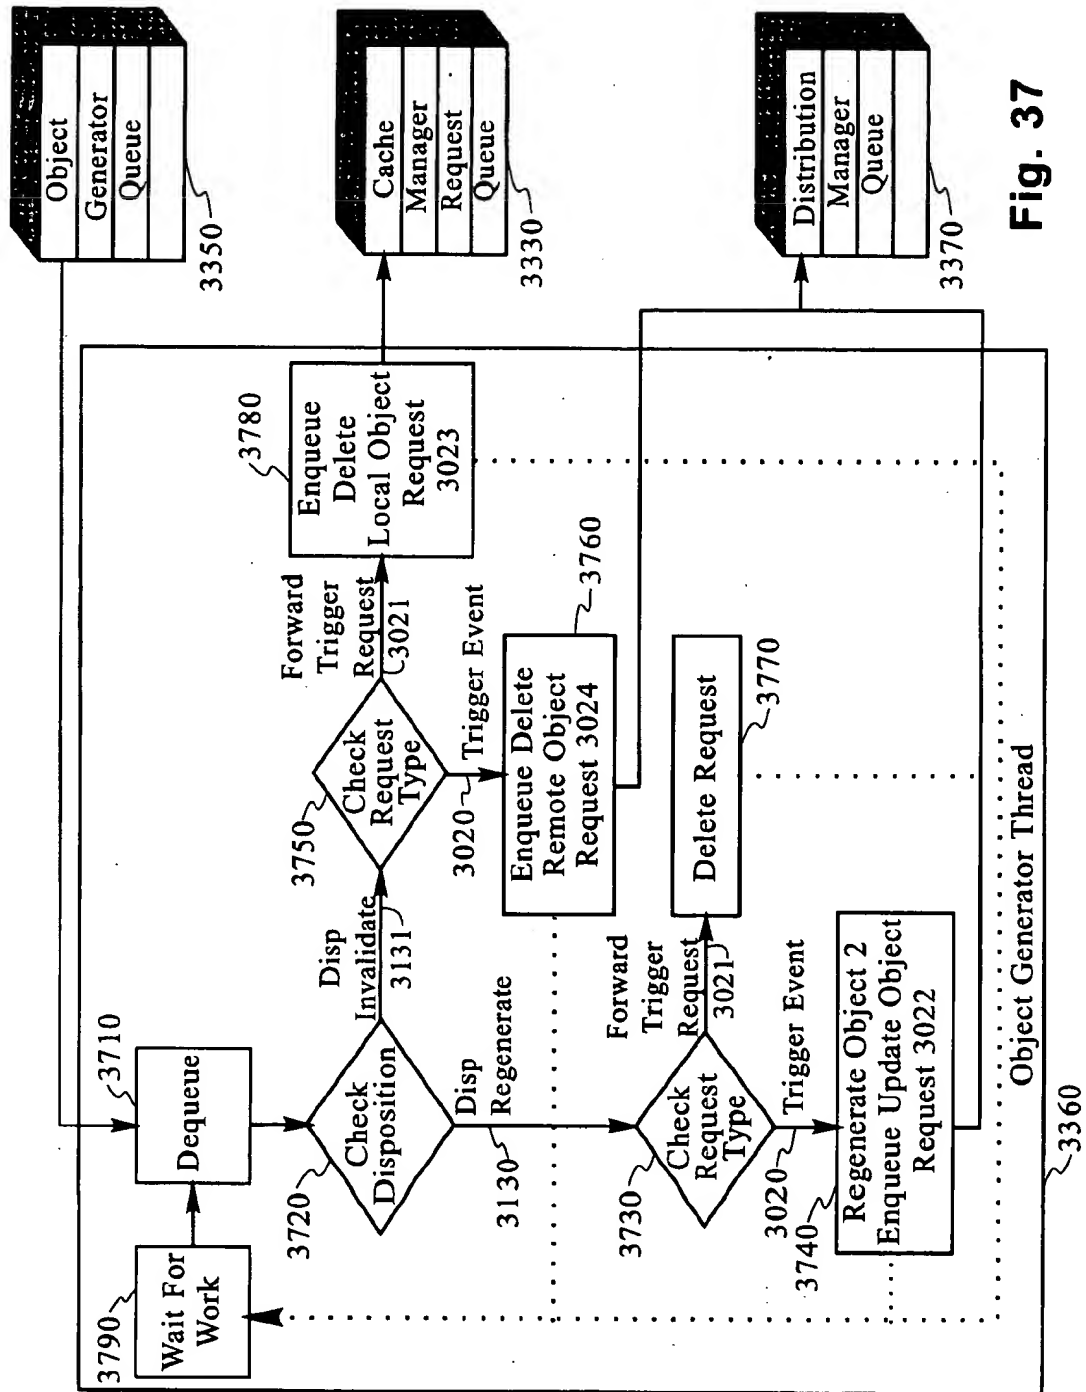 3790
Wait For
Work
3710
Dequeue
Object
Generator
Queue
3350
3720
Check
Disposition
Disp
Invalidate
3131
3750
Check
Request
Type
Forward
Trigger
Request
3021
3780
Enqueue
Delete
Local Object
Request
3023
Cache
Manager
Request
Queue
3330
Disp
Regenerate
3130
3020
Trigger Event
Enqueue Delete
Remote Object
Request 3024
3760
3730
Check
Request
Type
Forward
Trigger
Request
3021
Delete Request
3770
Distribution
Manager
Queue
3370
3020
Trigger Event
3740
Regenerate Object 2
Enqueue Update Object
Request 3022
Object Generator Thread
3360
Fig. 37